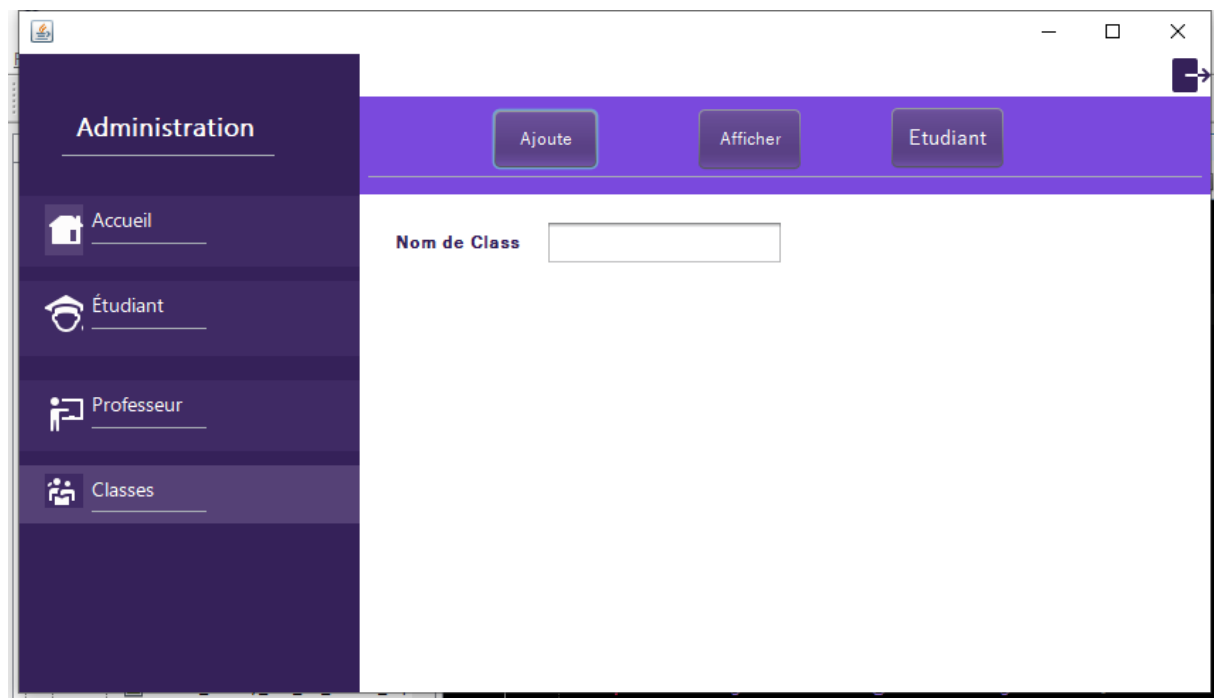 Administration
Ajoute
Afficher
Etudiant
Accueil
Nom de Class
Étudiant
Professeur
Classes